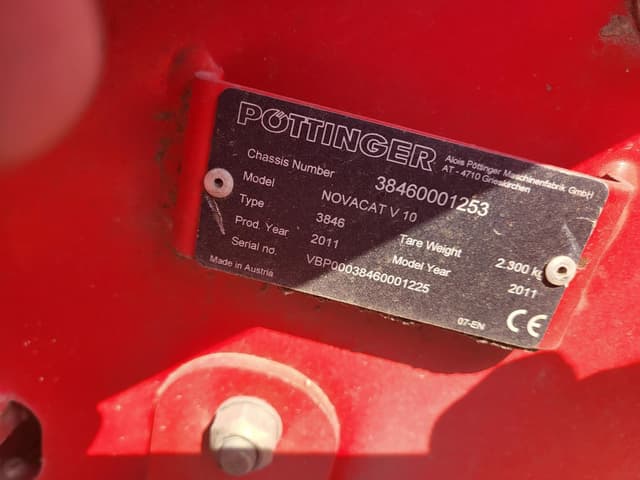 PÖTTINGER
Alois Pöttinger Maschinenfabrik GmbH
AT - 4710 Grieskirchen
Chassis Number 38460001253
Model NOVACAT V 10
Type 3846 Tare Weight 2.300 kg
Prod. Year 2011 Model Year 2011
Serial no. VBP00038460001225
Made in Austria
07-EN CE